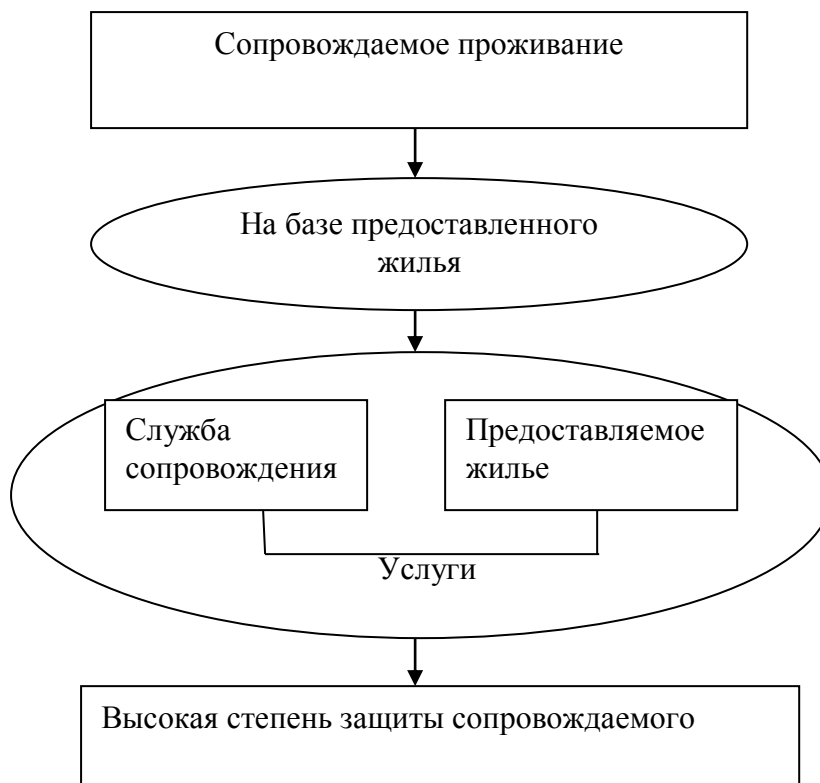 Сопровождаемое проживание
На базе предоставленного
жилья
Служба
сопровождения
Предоставляемое
жилье
Услуги
Высокая степень защиты сопровождаемого